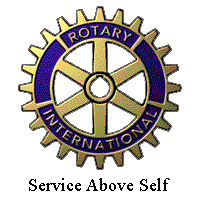 ROTARY
INTERNATIONAL
Service Above Self